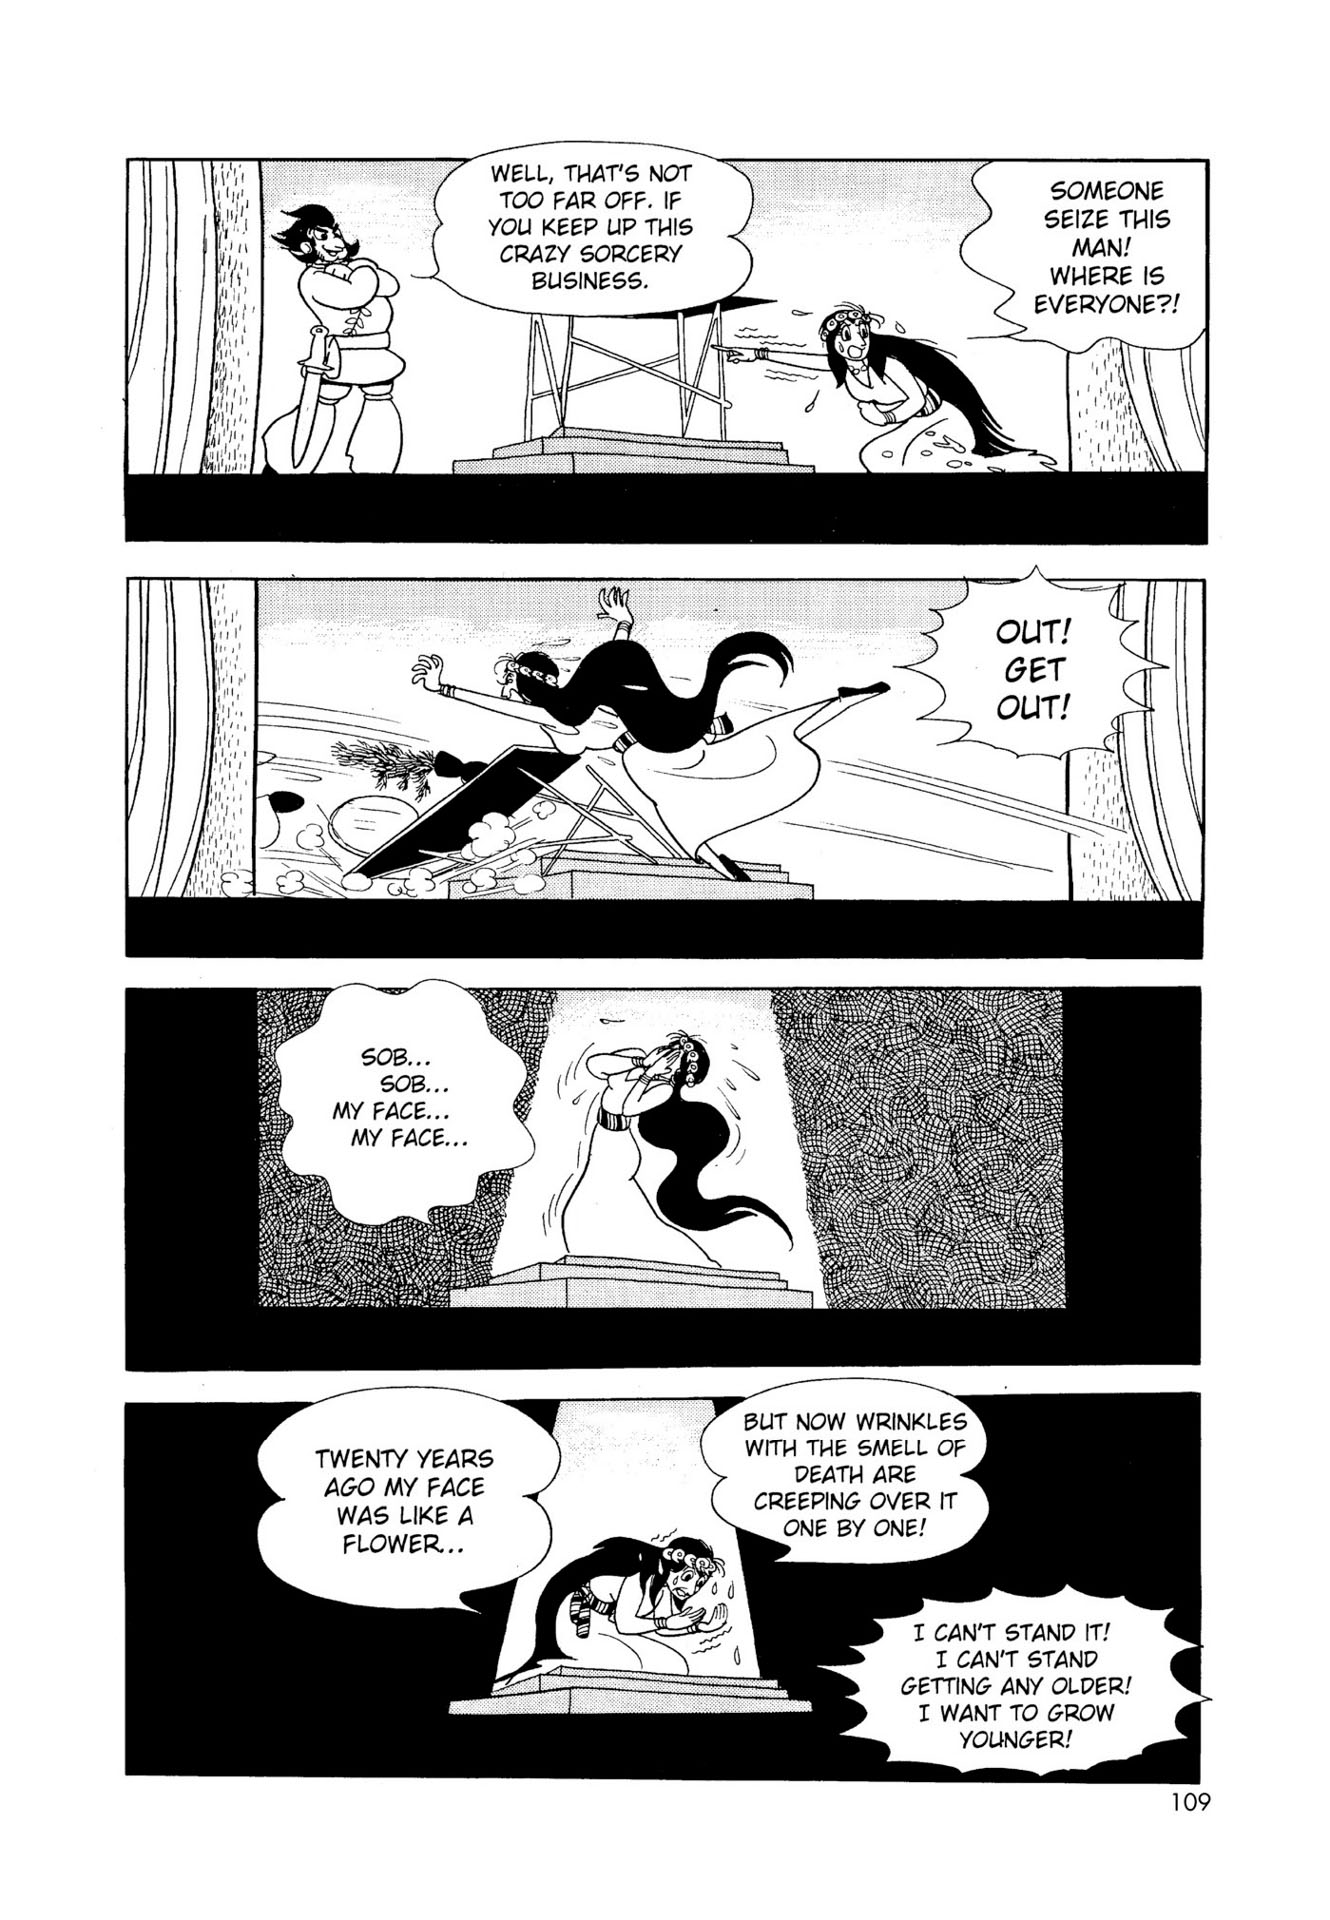 WELL, THAT'S NOT
TOO FAR OFF. IF
YOU KEEP UP THIS
CRAZY SORCERY
BUSINESS.
SOMEONE
SEIZE THIS
MAN!
WHERE IS
EVERYONE?!
OUT!
GET
OUT!
SOB...
SOB...
MY FACE...
MY FACE...
TWENTY YEARS
AGO MY FACE
WAS LIKE A
FLOWER...
BUT NOW WRINKLES
WITH THE SMELL OF
DEATH ARE
CREEPING OVER IT
ONE BY ONE!
I CAN'T STAND IT!
I CAN'T STAND
GETTING ANY OLDER!
I WANT TO GROW
YOUNGER!
109